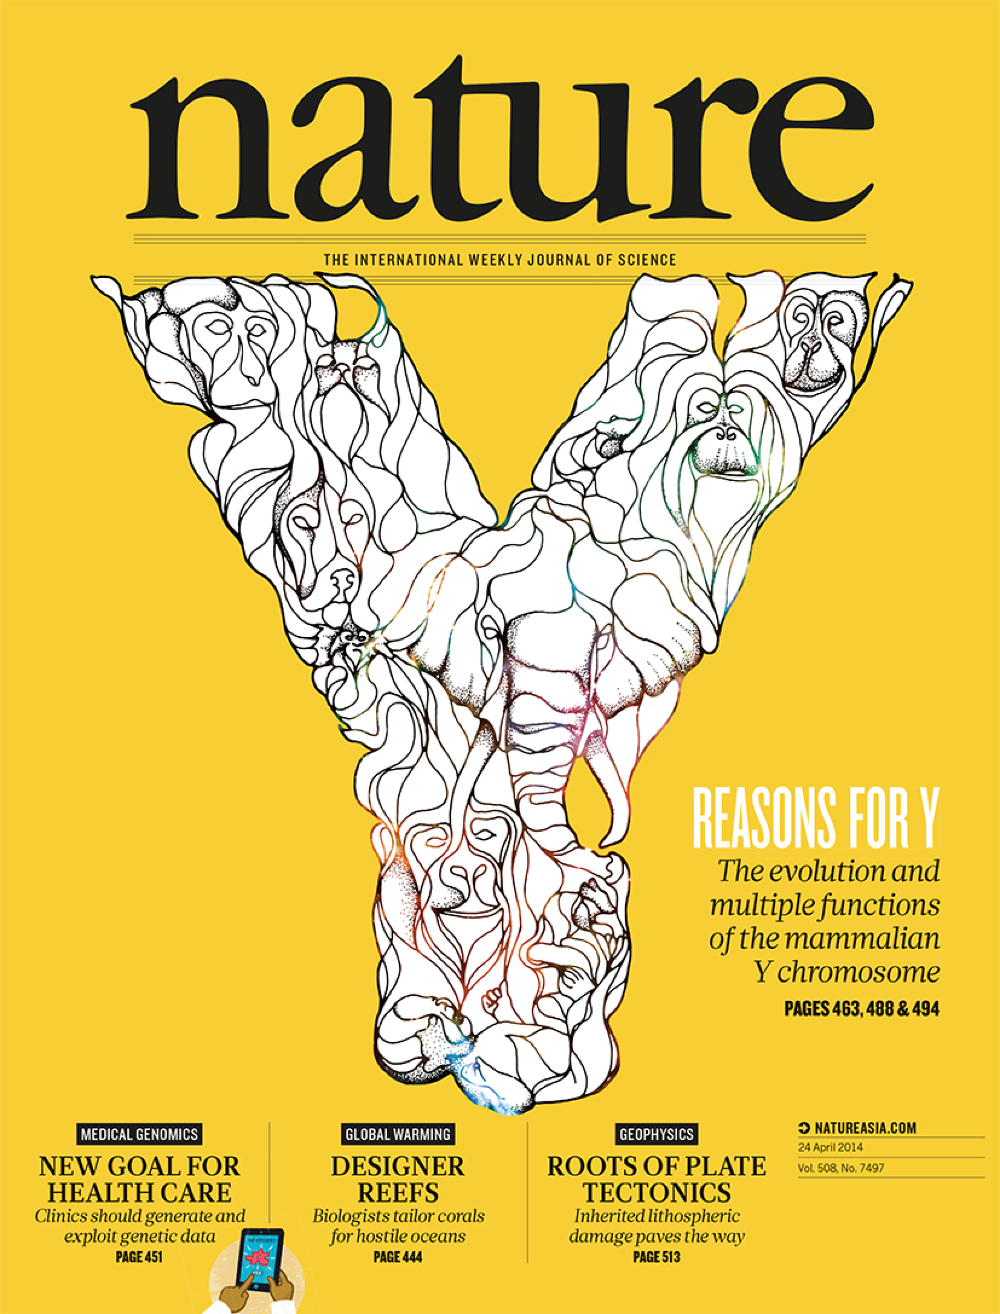 nature
THE INTERNATIONAL WEEKLY JOURNAL OF SCIENCE
REASONS FOR Y
The evolution and
multiple functions
of the mammalian
Y chromosome
PAGES 463, 488 & 494
MEDICAL GENOMICS
NEW GOAL FOR
HEALTH CARE
Clinics should generate and
exploit genetic data
PAGE 451
GLOBAL WARMING
DESIGNER
REEFS
Biologists tailor corals
for hostile oceans
PAGE 444
GEOPHYSICS
ROOTS OF PLATE
TECTONICS
Inherited lithospheric
damage paves the way
PAGE 513
NATUREASIA.COM
24 April 2014
Vol. 508, No. 7497